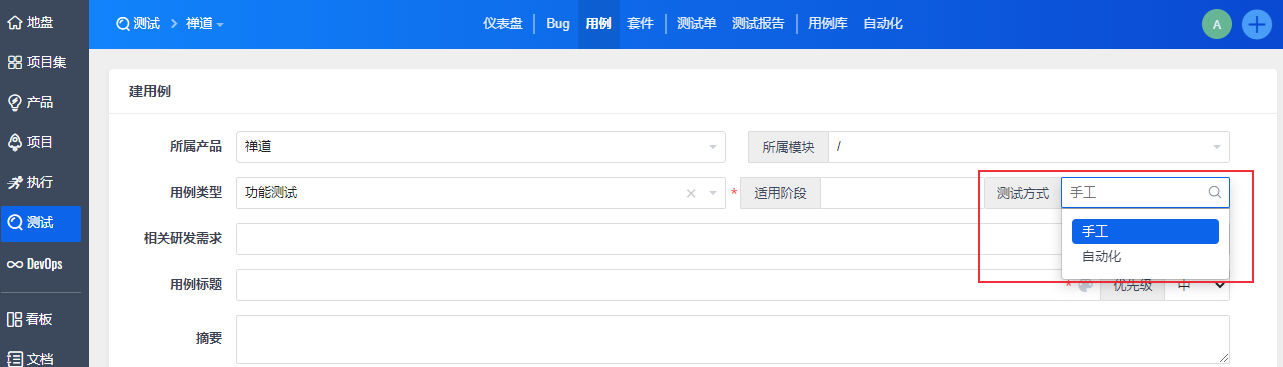 地盘
项目集
产品
项目
执行
测试
DevOps
看板
文档
测试 禅道
仪表盘 Bug 用例 套件 测试单 测试报告 用例库 自动化
A
建用例
所属产品 禅道 所属模块 /
用例类型 功能测试 * 适用阶段 测试方式 手工
手工
自动化
相关研发需求
用例标题 * 优先级 中
摘要